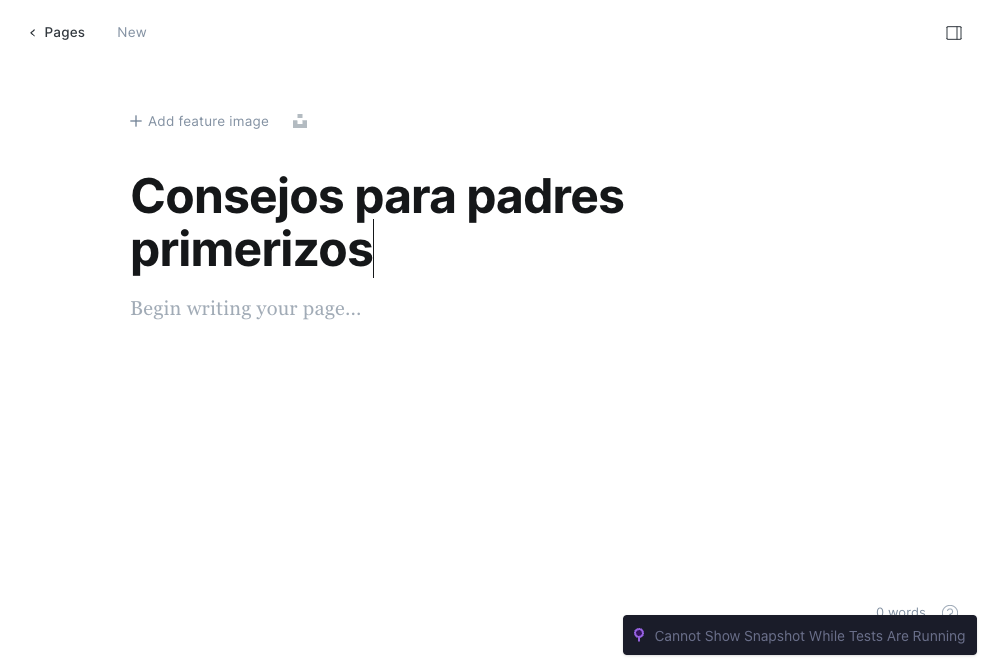 Pages
New
Add feature image
Consejos para padres
primerizos
Begin writing your page...
0 words
Cannot Show Snapshot While Tests Are Running